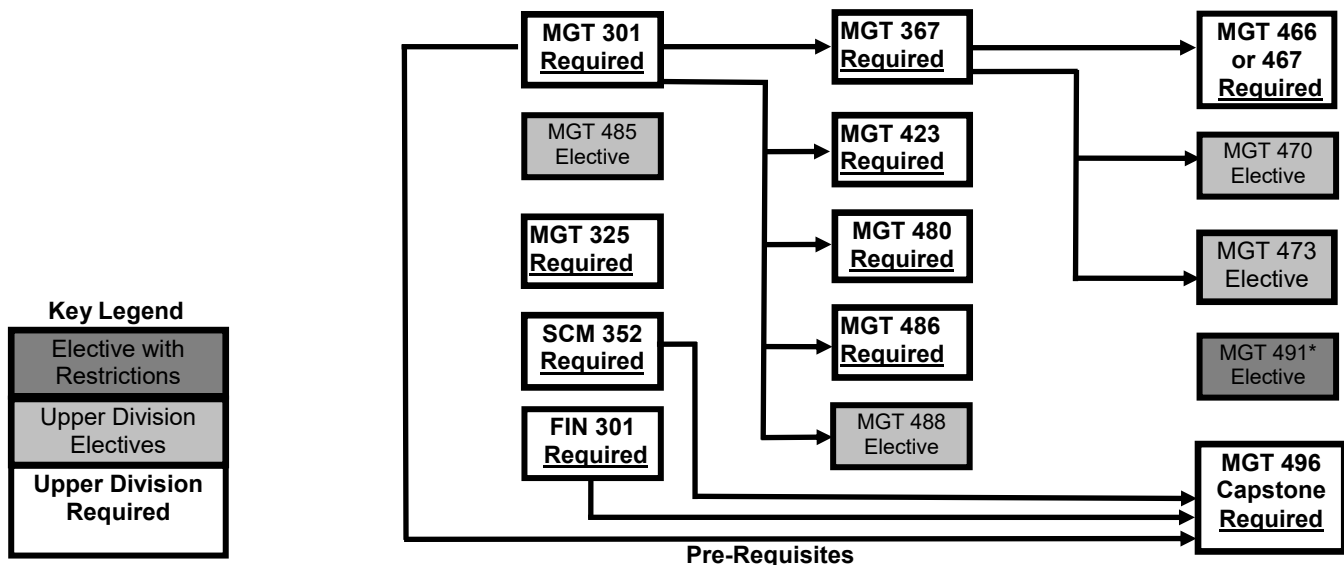 MGT 301
Required
MGT 367
Required
MGT 466
or 467
Required
MGT 485
Elective
MGT 423
Required
MGT 470
Elective
MGT 325
Required
MGT 480
Required
MGT 473
Elective
Key Legend
Elective with
Restrictions
Upper Division
Electives
Upper Division
Required
SCM 352
Required
MGT 486
Required
MGT 491*
Elective
FIN 301
Required
MGT 488
Elective
MGT 496
Capstone
Required
Pre-Requisites